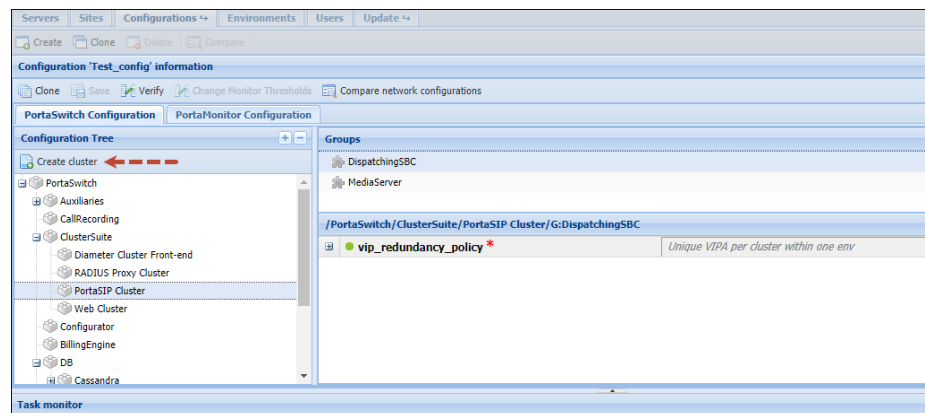 Servers Sites Configurations ↪ Environments Users Update ↪
Create Clone Delete Compare
Configuration 'Test_config' information
Clone Save Verify Change Monitor Thresholds Compare network configurations
PortaSwitch Configuration PortaMonitor Configuration
Configuration Tree
Create cluster
PortaSwitch
Auxiliaries
CallRecording
ClusterSuite
Diameter Cluster Front-end
RADIUS Proxy Cluster
PortaSIP Cluster
Web Cluster
Configurator
BillingEngine
DB
Cassandra
Groups
DispatchingSBC
MediaServer
/PortaSwitch/ClusterSuite/PortaSIP Cluster/G:DispatchingSBC
vip_redundancy_policy * Unique VIPA per cluster within one env
Task monitor